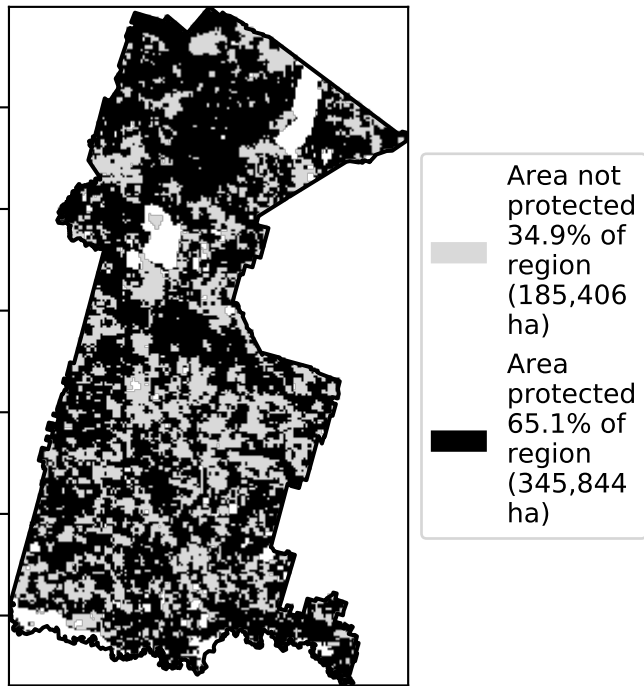 Area not
protected
34.9% of
region
(185,406
ha)
Area
protected
65.1% of
region
(345,844
ha)